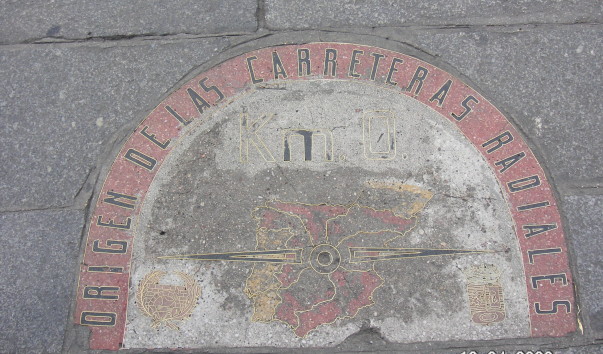 ORIGEN DE LAS CARRETERAS RADIALES
Km. 0.